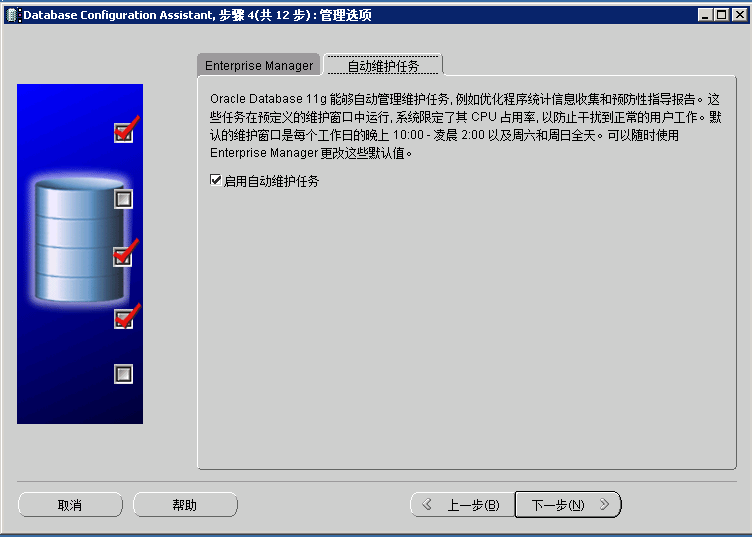 Database Configuration Assistant, 步骤 4(共 12 步) : 管理选项
Enterprise Manager
自动维护任务
Oracle Database 11g 能够自动管理维护任务, 例如优化程序统计信息收集和预防性指导报告。这
些任务在预定义的维护窗口中运行, 系统限定了其 CPU 占用率, 以防止干扰到正常的用户工作。默
认的维护窗口是每个工作日的晚上 10:00 - 凌晨 2:00 以及周六和周日全天。可以随时使用
Enterprise Manager 更改这些默认值。
启用自动维护任务
取消
帮助
上一步(B)
下一步(N)